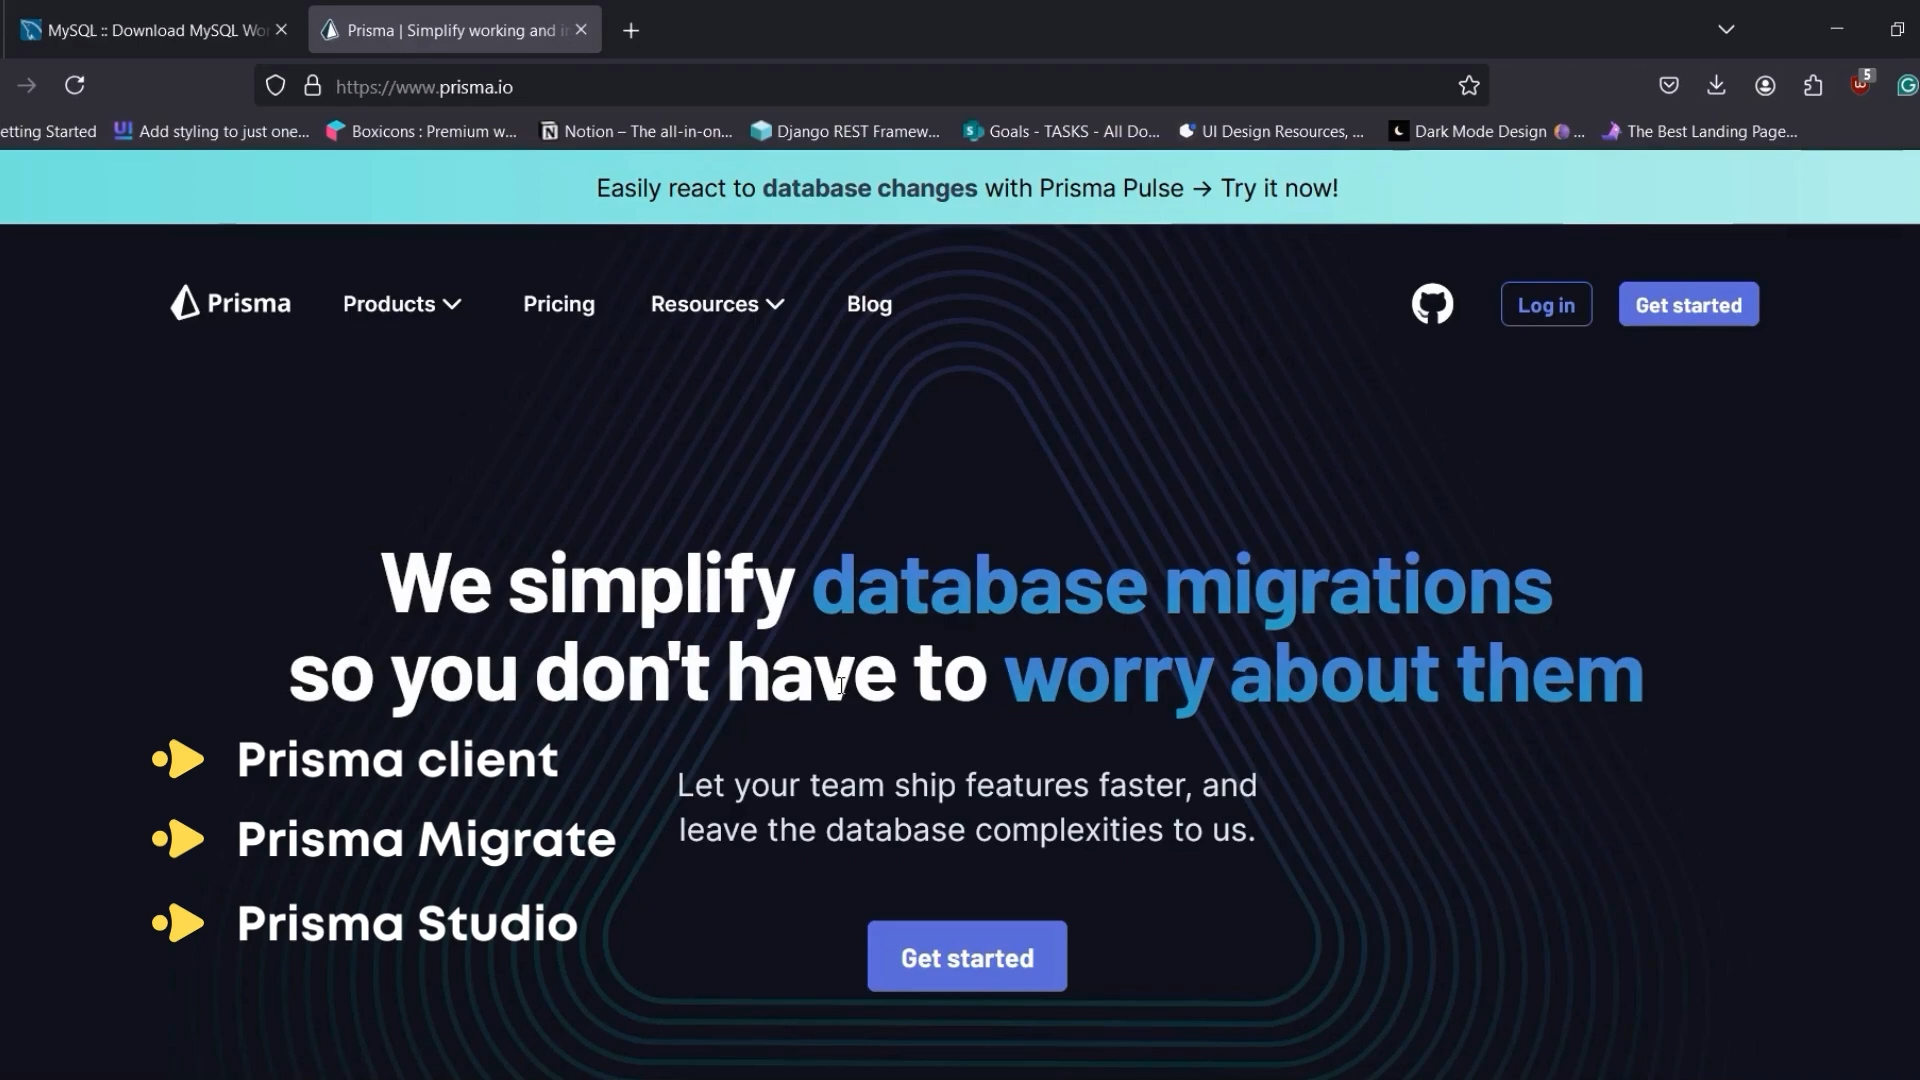 MySQL :: Download MySQL Wo
Prisma | Simplify working and i
https://www.prisma.io
5
etting Started
Add styling to just one...
Boxicons : Premium w...
Notion – The all-in-on...
Django REST Framew...
Goals - TASKS - All Do...
UI Design Resources, ...
Dark Mode Design ...
The Best Landing Page...
Easily react to database changes with Prisma Pulse → Try it now!
Prisma
Products
Pricing
Resources
Blog
Log in
Get started
We simplify database migrations
so you don't have to worry about them
Prisma client
Prisma Migrate
Prisma Studio
Let your team ship features faster, and
leave the database complexities to us.
Get started